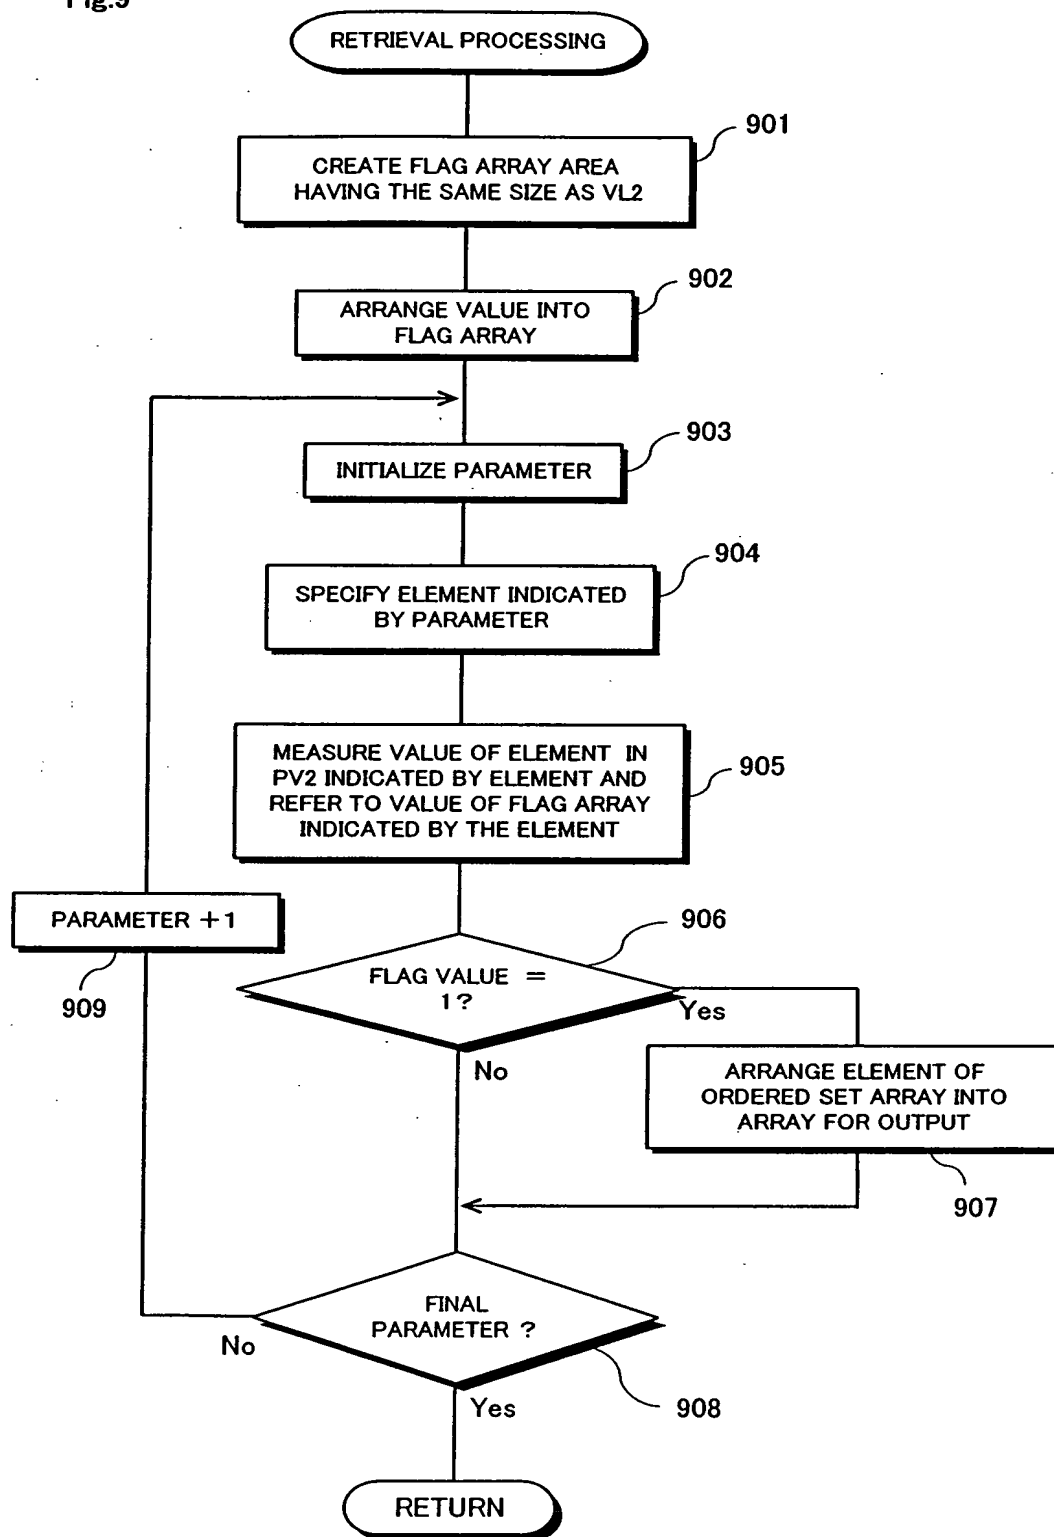 Fig.9
RETRIEVAL PROCESSING
901
CREATE FLAG ARRAY AREA
HAVING THE SAME SIZE AS VL2
902
ARRANGE VALUE INTO
FLAG ARRAY
903
INITIALIZE PARAMETER
904
SPECIFY ELEMENT INDICATED
BY PARAMETER
MEASURE VALUE OF ELEMENT IN
PV2 INDICATED BY ELEMENT AND
REFER TO VALUE OF FLAG ARRAY
INDICATED BY THE ELEMENT
905
PARAMETER +1
909
906
FLAG VALUE =
1?
Yes
No
ARRANGE ELEMENT OF
ORDERED SET ARRAY INTO
ARRAY FOR OUTPUT
907
FINAL
PARAMETER ?
No
Yes
908
RETURN